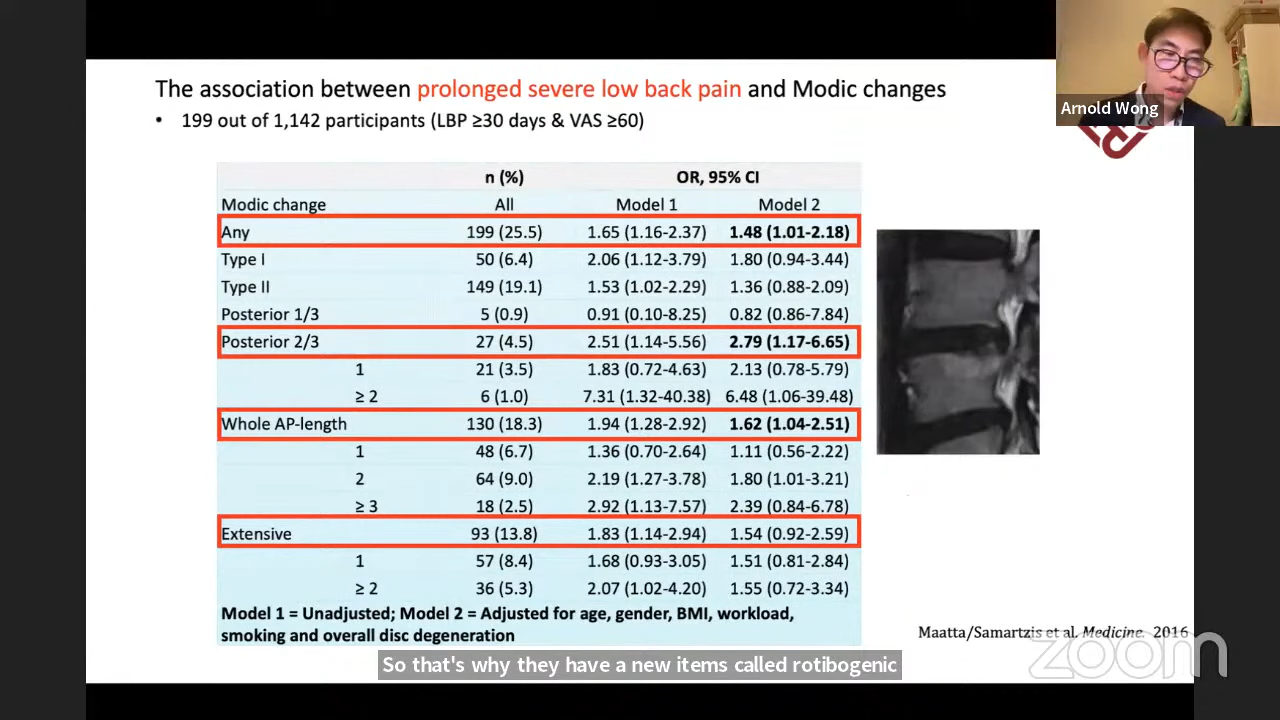 The association between prolonged severe low back pain and Modic changes
• 199 out of 1,142 participants (LBP ≥30 days & VAS ≥60)
Arnold Wong
n (%) OR, 95% CI
Modic change All Model 1 Model 2
Any 199 (25.5) 1.65 (1.16-2.37) 1.48 (1.01-2.18)
Type I 50 (6.4) 2.06 (1.12-3.79) 1.80 (0.94-3.44)
Type II 149 (19.1) 1.53 (1.02-2.29) 1.36 (0.88-2.09)
Posterior 1/3 5 (0.9) 0.91 (0.10-8.25) 0.82 (0.86-7.84)
Posterior 2/3 27 (4.5) 2.51 (1.14-5.56) 2.79 (1.17-6.65)
1 21 (3.5) 1.83 (0.72-4.63) 2.13 (0.78-5.79)
≥ 2 6 (1.0) 7.31 (1.32-40.38) 6.48 (1.06-39.48)
Whole AP-length 130 (18.3) 1.94 (1.28-2.92) 1.62 (1.04-2.51)
1 48 (6.7) 1.36 (0.70-2.64) 1.11 (0.56-2.22)
2 64 (9.0) 2.19 (1.27-3.78) 1.80 (1.01-3.21)
≥ 3 18 (2.5) 2.92 (1.13-7.57) 2.39 (0.84-6.78)
Extensive 93 (13.8) 1.83 (1.14-2.94) 1.54 (0.92-2.59)
1 57 (8.4) 1.68 (0.93-3.05) 1.51 (0.81-2.84)
≥ 2 36 (5.3) 2.07 (1.02-4.20) 1.55 (0.72-3.34)
Model 1 = Unadjusted; Model 2 = Adjusted for age, gender, BMI, workload,
smoking and overall disc degeneration
Maatta/Samartzis et al. Medicine. 2016
zoom
So that's why they have a new items called rotibogenic